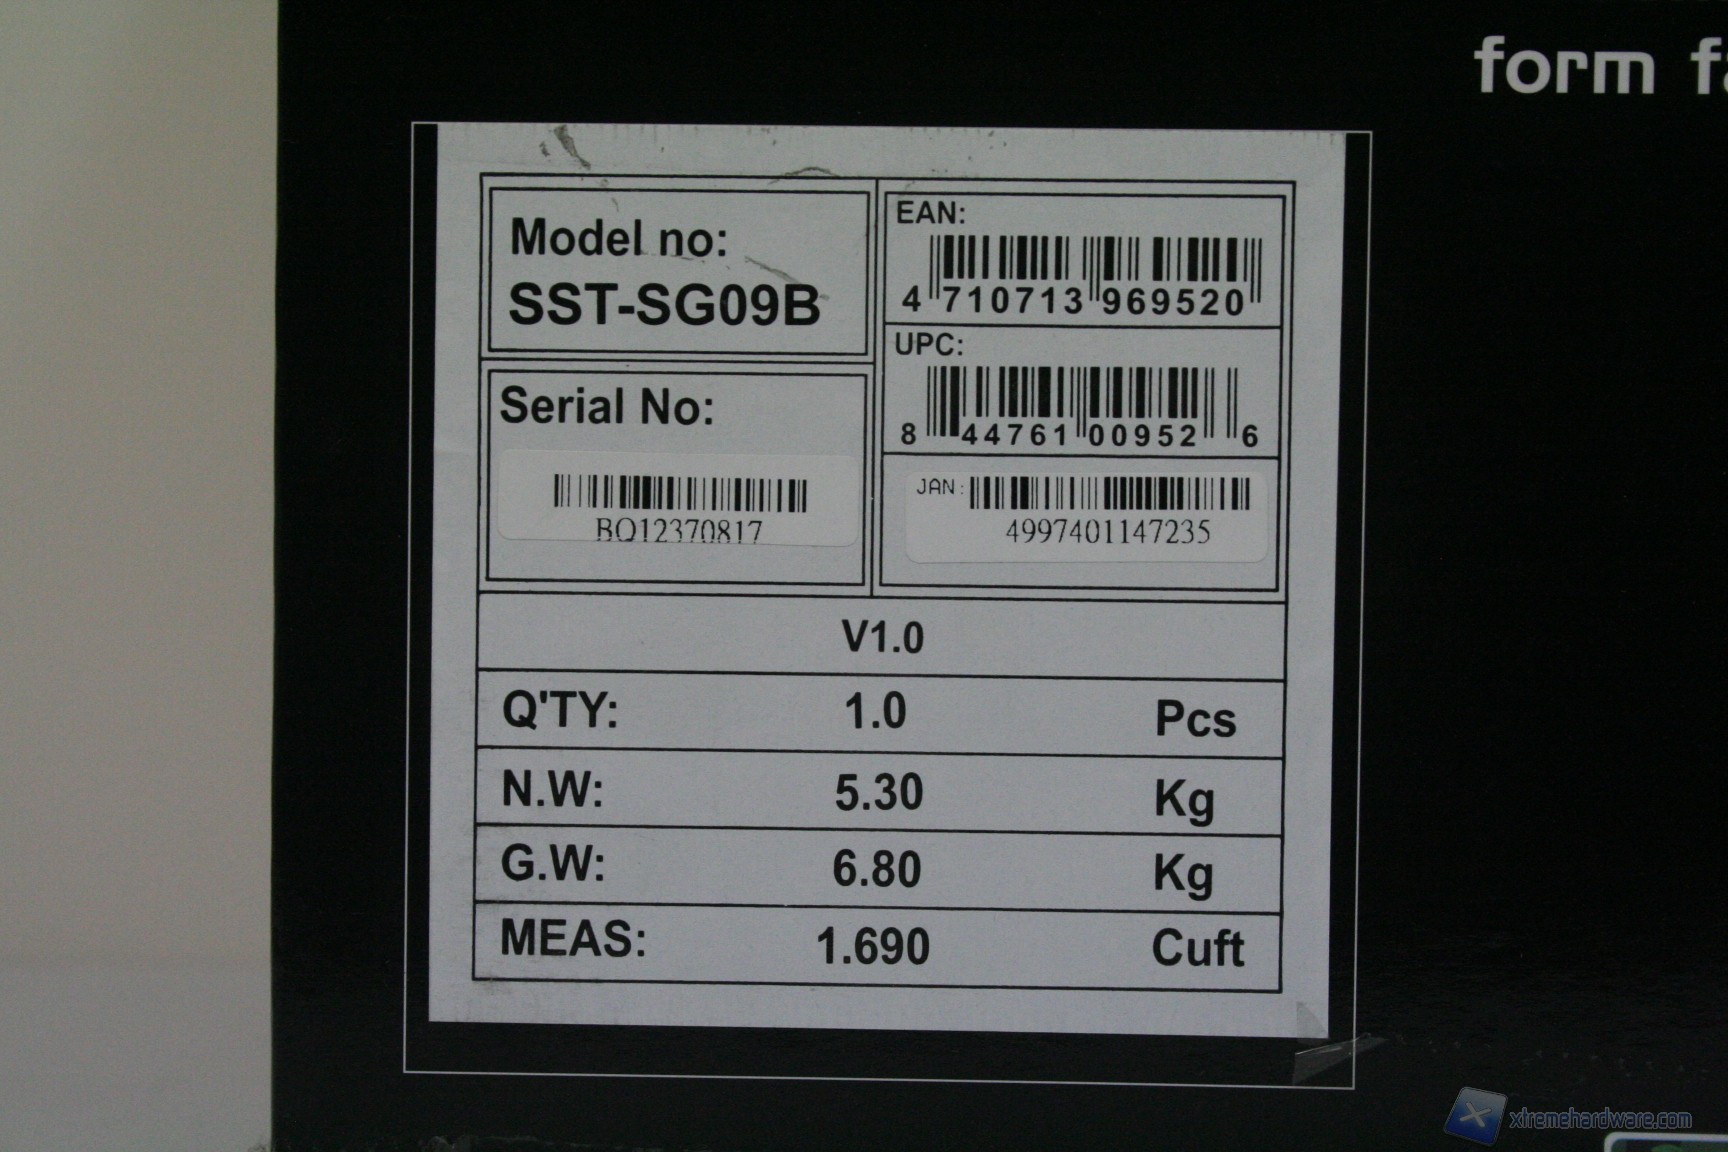 form
Model no:
SST-SG09B
Serial No:
BQ12370817
EAN:
4 710713 969520
UPC:
8 44761 00952 6
JAN:
4997401147235
V1.0
Q'TY: 1.0 Pcs
N.W: 5.30 Kg
G.W: 6.80 Kg
MEAS: 1.690 Cuft
xtremehardware.com